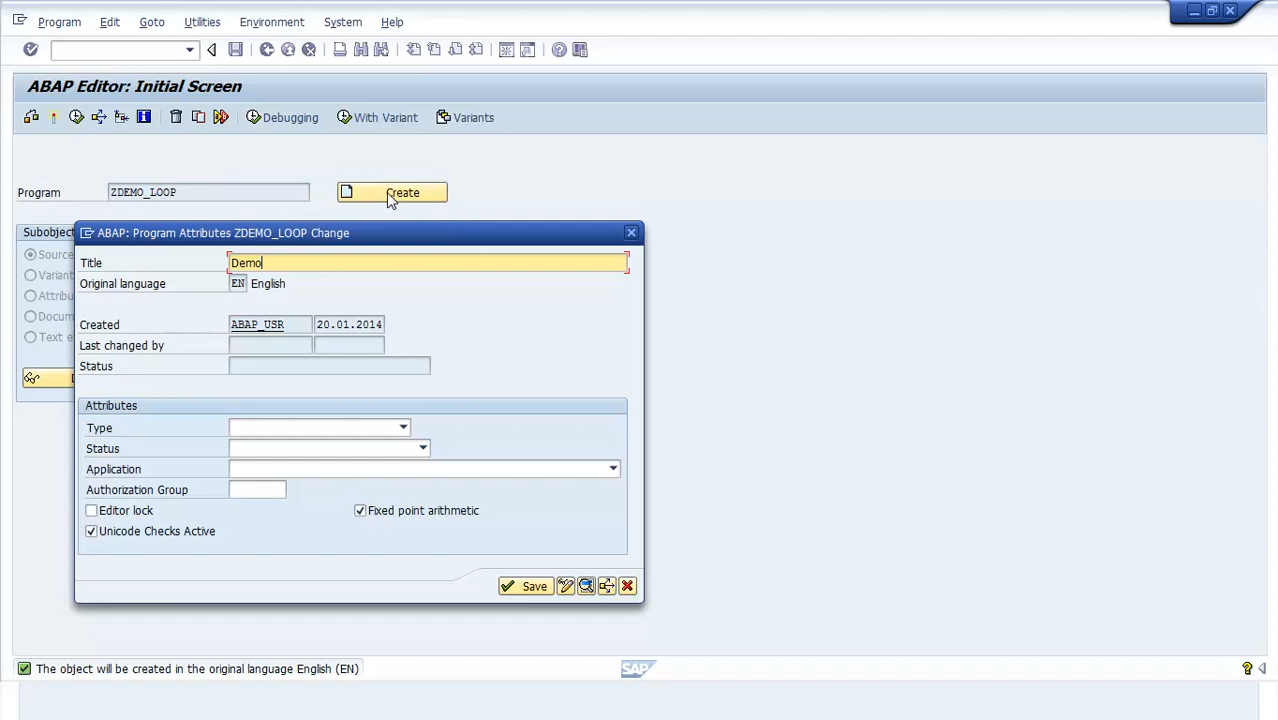 Program Edit Goto Utilities Environment System Help
ABAP Editor: Initial Screen
Debugging With Variant Variants
Program ZDEMO_LOOP Create
Subobject
ABAP: Program Attributes ZDEMO_LOOP Change
Title Demo
Source
Original language EN English
Variant
Attribu
Docum
Created ABAP_USR 20.01.2014
Text e
Last changed by
Status
Attributes
Type
Status
Application
Authorization Group
Editor lock Fixed point arithmetic
Unicode Checks Active
Save
The object will be created in the original language English (EN) SAP